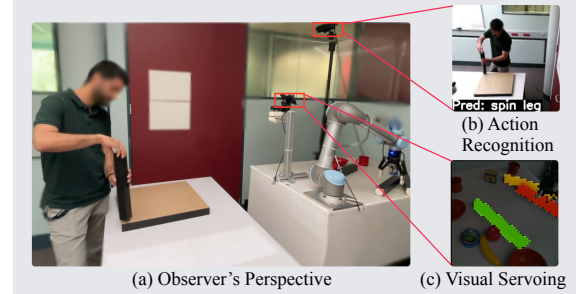 Pred: spin leg
(b) Action
Recognition
(a) Observer's Perspective
(c) Visual Servoing